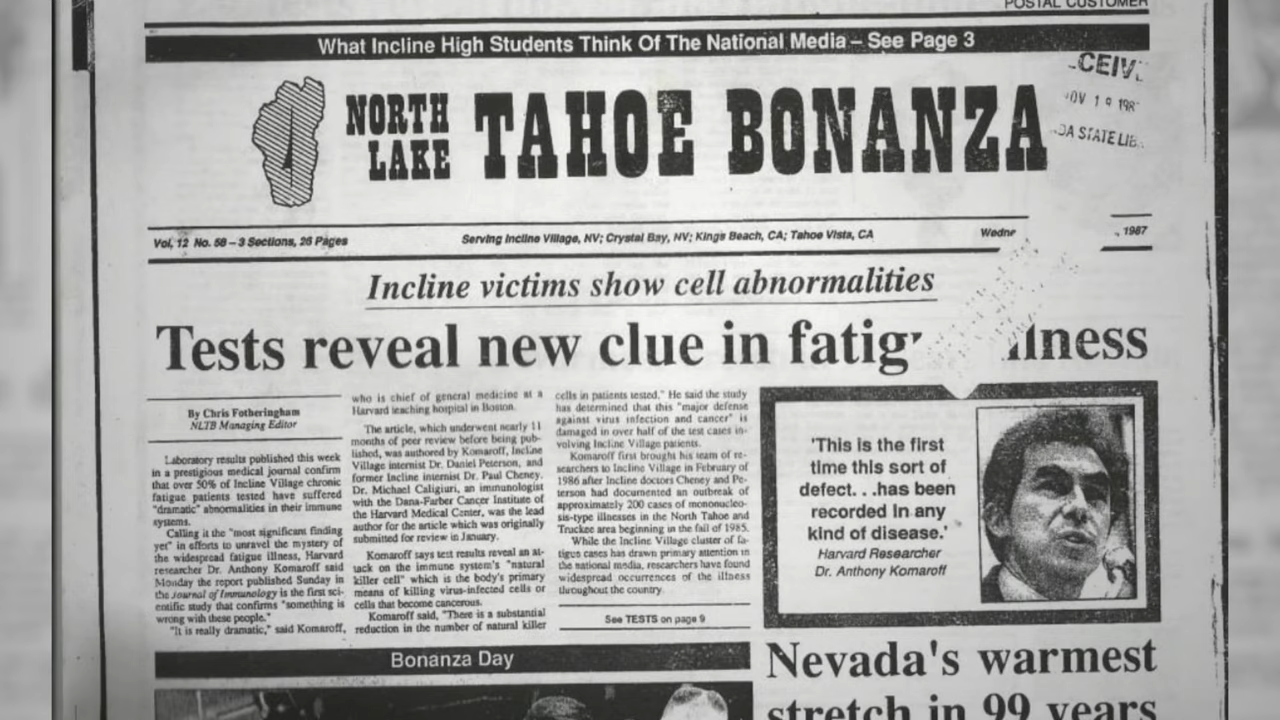 POSTAL CUSTOMER
What Incline High Students Think Of The National Media – See Page 3
NORTH
LAKE
TAHOE BONANZA
CEIV
NOV 19 198
DA STATE LIB
Vol. 12 No. 58 – 3 Sections, 26 Pages
Serving Incline Village, NV; Crystal Bay, NV; Kings Beach, CA; Tahoe Vista, CA
Wedne
, 1987
Incline victims show cell abnormalities
Tests reveal new clue in fatig lness
By Chris Fotheringham
NLTB Managing Editor
Laboratory results published this week
in a prestigious medical journal confirm
that over 50% of Incline Village chronic
fatigue patients tested have suffered
"dramatic" abnormalities in their immune
systems.
Calling it the "most significant finding
yet" in efforts to unravel the mystery of
the widespread fatigue illness, Harvard
researcher Dr. Anthony Komaroff said
Monday the report published Sunday in
the Journal of Immunology is the first sci-
entific study that confirms "something is
wrong with these people."
"It is really dramatic," said Komaroff,
who is chief of general medicine at a
Harvard teaching hospital in Boston.
The article, which underwent nearly 11
months of peer review before being pub-
lished, was authored by Komaroff, Incline
Village internist Dr. Daniel Peterson, and
former Incline internist Dr. Paul Cheney.
Dr. Michael Caligiuri, an immunologist
with the Dana-Farber Cancer Institute of
the Harvard Medical Center, was the lead
author for the article which was originally
submitted for review in January.
Komaroff says test results reveal an at-
tack on the immune system's "natural
killer cell" which is the body's primary
means of killing virus-infected cells or
cells that become cancerous.
Komaroff said, "There is a substantial
reduction in the number of natural killer
cells in patients tested." He said the study
has determined that this "major defense
against virus infection and cancer" is
damaged in over half of the test cases in-
volving Incline Village patients.
Komaroff first brought his team of re-
searchers to Incline Village in February of
1986 after Incline doctors Cheney and Pe-
terson had documented an outbreak of
approximately 200 cases of mononucleo-
sis-type illnesses in the North Tahoe and
Truckee area beginning in the fall of 1985.
While the Incline Village cluster of fa-
tigue cases has drawn primary attention in
the national media, researchers have found
widespread occurrences of the illness
throughout the country.
See TESTS on page 9
'This is the first
time this sort of
defect. . .has been
recorded in any
kind of disease.'
Harvard Researcher
Dr. Anthony Komaroff
Bonanza Day
Nevada's warmest
stretch in 99 years